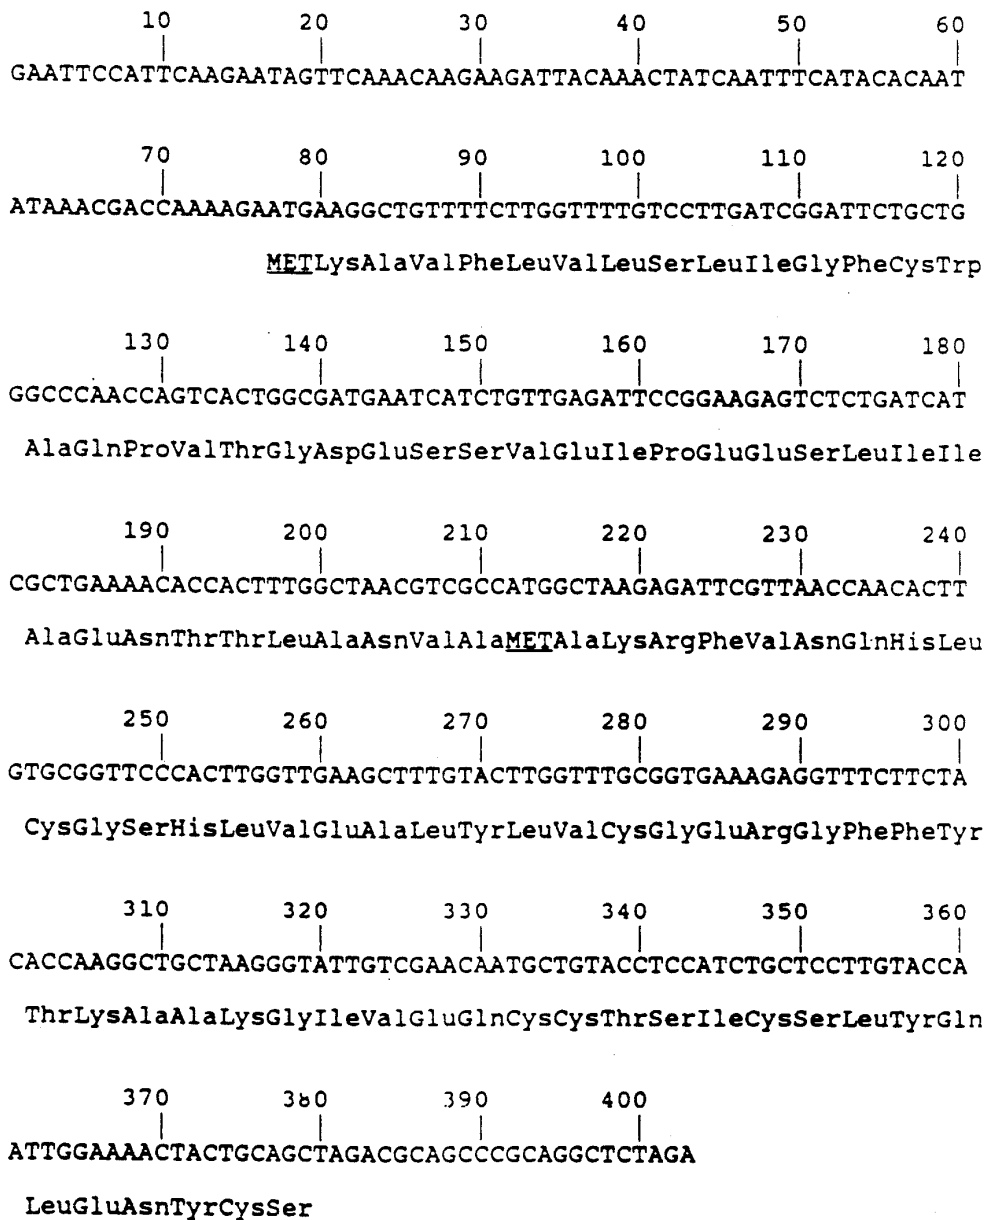 10 20 30 40 50 60
GAATTCCATTCAAGAATAGTTCAAACAAGAAGATTACAAACTATCAATTTCATACACAAT
70 80 90 100 110 120
ATAAACGACCAAAAGAATGAAGGCTGTTTTCTTGGTTTTGTCCTTGATCGGATTCTGCTG
METLysAlaValPheLeuValLeuSerLeuIleGlyPheCysTrp
130 140 150 160 170 180
GGCCCAACCAGTCACTGGCGATGAATCATCTGTTGAGATTCCGGAAGAGTCTCTGATCAT
AlaGlnProValThrGlyAspGluSerSerValGluIleProGluGluSerLeuIleIle
190 200 210 220 230 240
CGCTGAAAACACCACTTTGGCTAACGTCGCCATGGCTAAGAGATTCGTTAACCAACACTT
AlaGluAsnThrThrLeuAlaAsnValAlaMETAlaLysArgPheValAsnGlnHisLeu
250 260 270 280 290 300
GTGCGGTTCCCACTTGGTTGAAGCTTTGTACTTGGTTTGCGGTGAAAGAGGTTTCTTCTA
CysGlySerHisLeuValGluAlaLeuTyrLeuValCysGlyGluArgGlyPhePheTyr
310 320 330 340 350 360
CACCAAGGCTGCTAAGGGTATTGTCGAACAATGCTGTACCTCCATCTGCTCCTTGTACCA
ThrLysAlaAlaLysGlyIleValGluGlnCysCysThrSerIleCysSerLeuTyrGln
370 380 390 400
ATTGGAAAACTACTGCAGCTAGACGCAGCCCGCAGGCTCTAGA
LeuGluAsnTyrCysSer